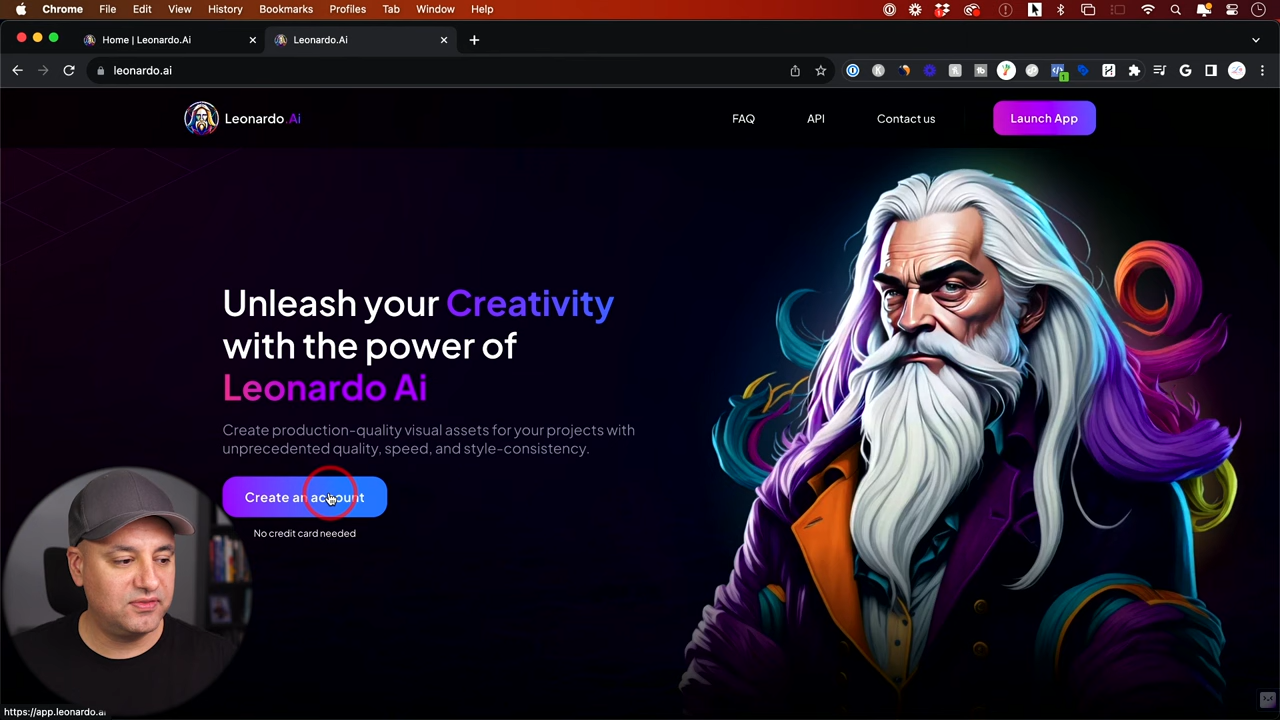 Chrome File Edit View History Bookmarks Profiles Tab Window Help
Home | Leonardo.Ai
Leonardo.Ai
leonardo.ai
Leonardo.Ai
FAQ
API
Contact us
Launch App
Unleash your Creativity
with the power of
Leonardo Ai
Create production-quality visual assets for your projects with
unprecedented quality, speed, and style-consistency.
Create an account
No credit card needed
https://app.leonardo.ai